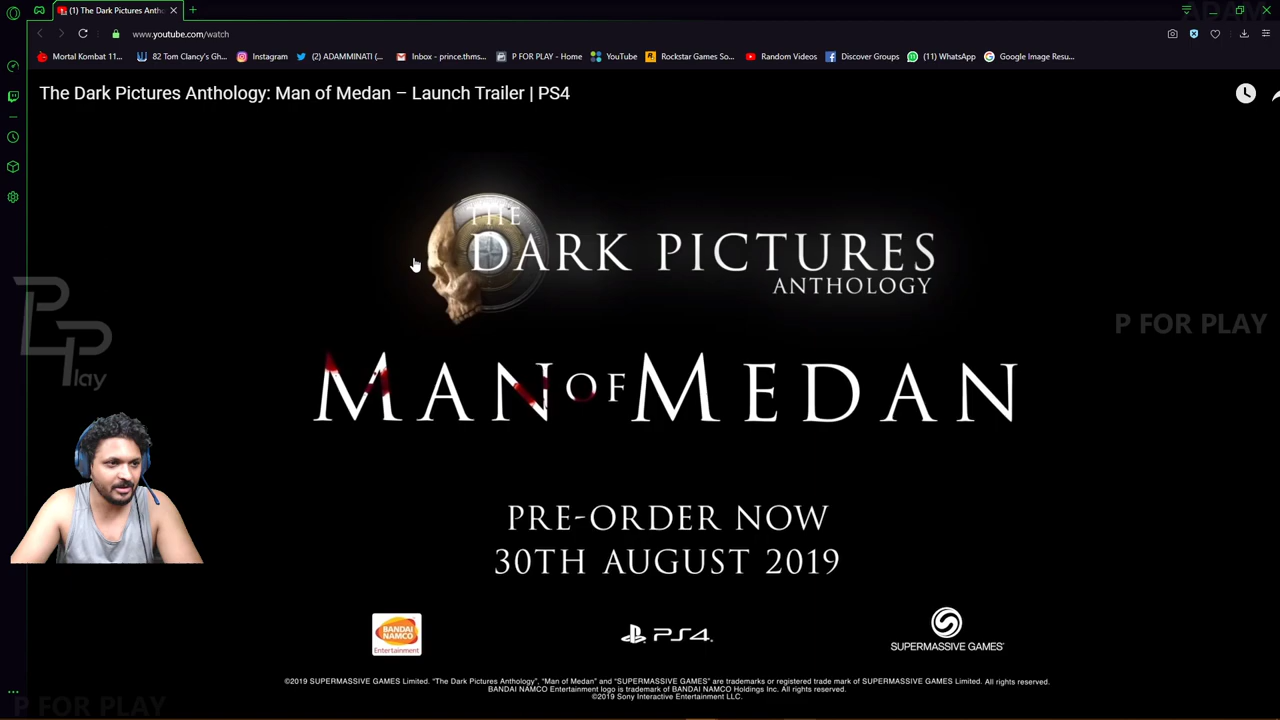 (1) The Dark Pictures Antho
www.youtube.com/watch
Mortal Kombat 11...
82 Tom Clancy's Gh...
Instagram
(2) ADAMMINATI (...
Inbox - prince.thms...
P FOR PLAY - Home
YouTube
Rockstar Games So...
Random Videos
Discover Groups
(11) WhatsApp
Google Image Resu...
The Dark Pictures Anthology: Man of Medan – Launch Trailer | PS4
THE
DARK PICTURES
ANTHOLOGY
Play
P FOR PLAY
MAN OF MEDAN
PRE-ORDER NOW
30TH AUGUST 2019
BANDAI
NAMCO
Entertainment
PS4
SUPERMASSIVE GAMES
©2019 SUPERMASSIVE GAMES Limited. "The Dark Pictures Anthology", "Man of Medan" and "SUPERMASSIVE GAMES" are trademarks or registered trade mark of SUPERMASSIVE GAMES Limited. All rights reserved.
BANDAI NAMCO Entertainment logo is trademark of BANDAI NAMCO Holdings Inc. All rights reserved.
©2019 Sony Interactive Entertainment LLC.
P FOR PLAY